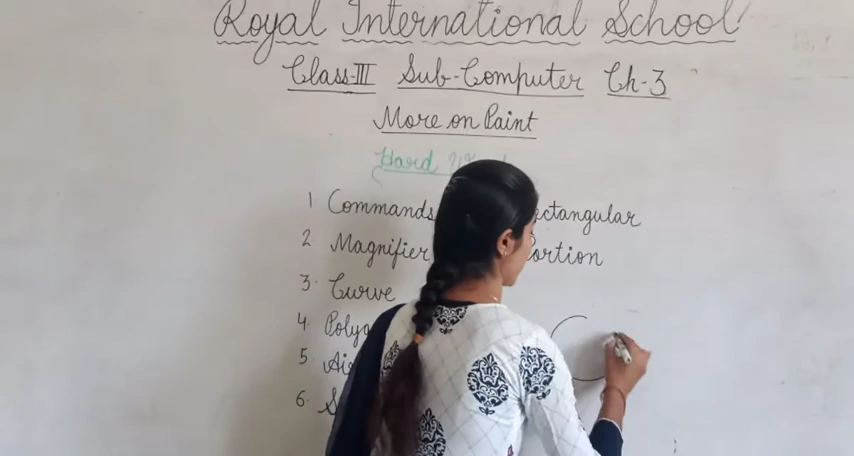 Royal International School
Class-III Sub-Computer Ch-3
More on Paint
Hard
1 Commands ectangular
2 Magnifier ortion
3. Curve
4. Polyg
5. Ai
6. S